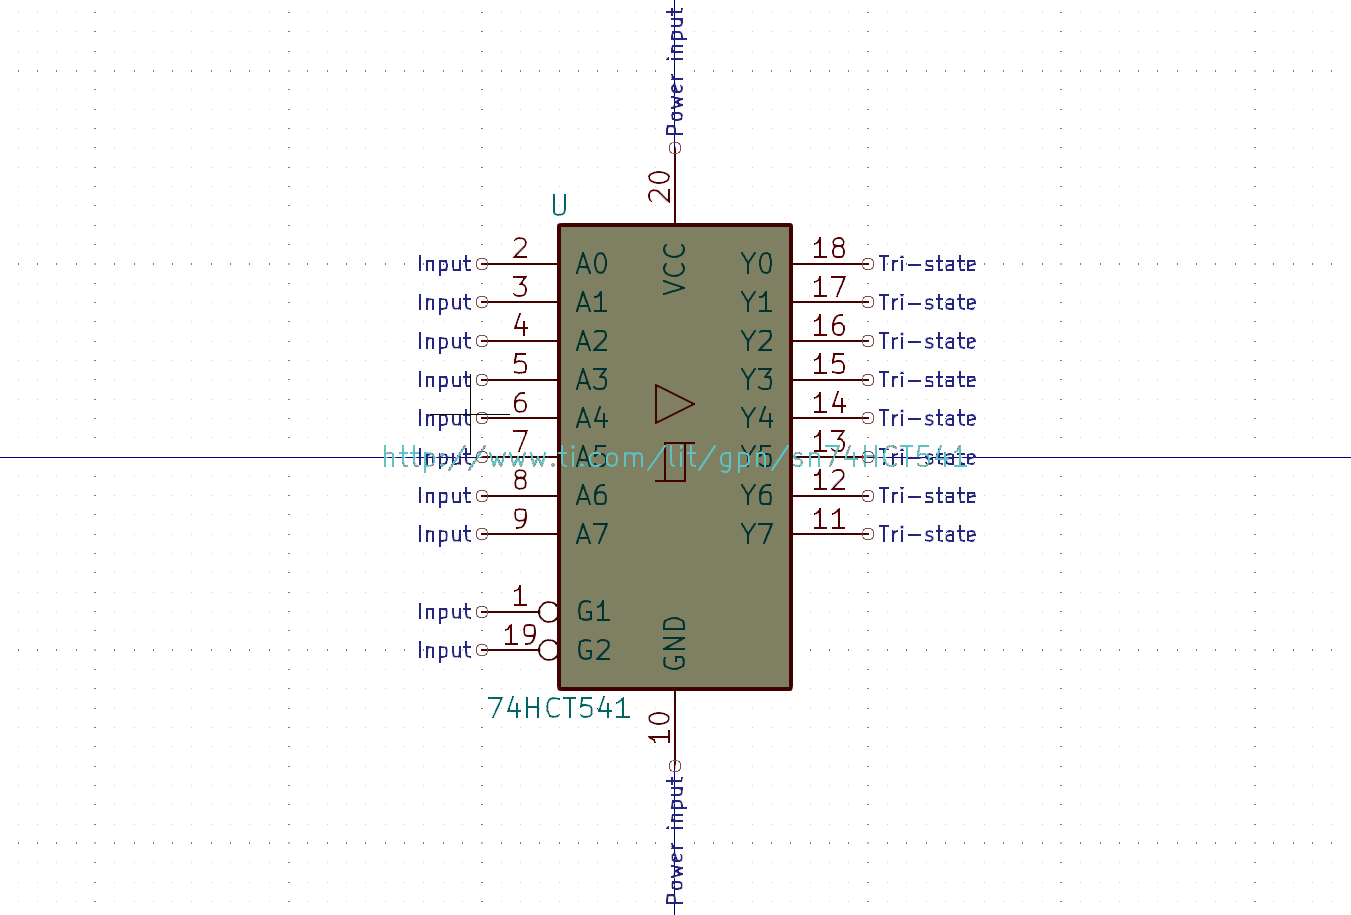 Power input
20
U
VCC
Input 2 A0 Y0 18 Tri-state
Input 3 A1 Y1 17 Tri-state
Input 4 A2 Y2 16 Tri-state
Input 5 A3 Y3 15 Tri-state
Input 6 A4 Y4 14 Tri-state
Input 7 A5 Y5 13 Tri-state
http://www.ti.com/lit/gpn/sn74HCT541
Input 8 A6 Y6 12 Tri-state
Input 9 A7 Y7 11 Tri-state
Input 1 G1
Input 19 G2
GND
74HCT541
10
Power input